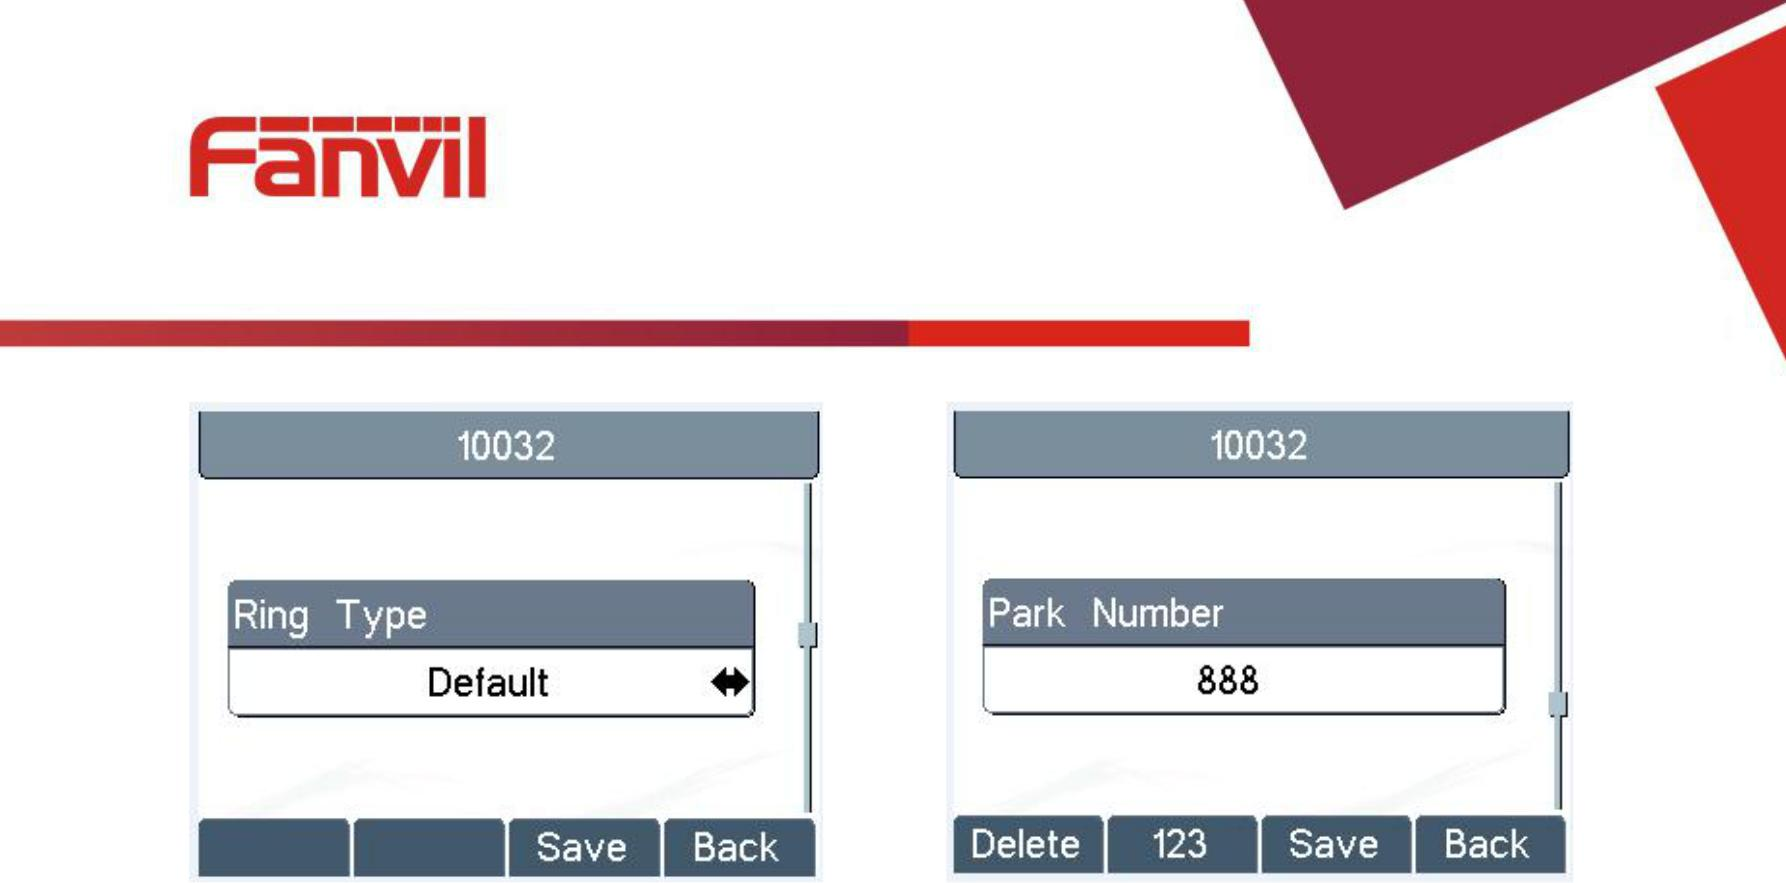 Fanvil
10032
Ring Type
Default
Save Back
10032
Park Number
888
Delete 123 Save Back